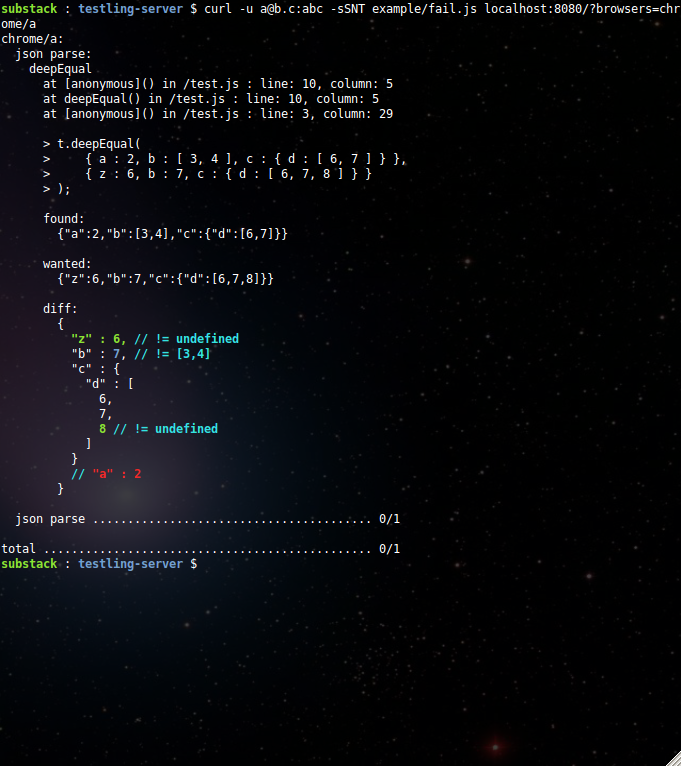 substack : testling-server $ curl -u a@b.c:abc -sSNT example/fail.js localhost:8080/?browsers=chr
ome/a
chrome/a:
  json parse:
    deepEqual
      at [anonymous]() in /test.js : line: 10, column: 5
      at deepEqual() in /test.js : line: 10, column: 5
      at [anonymous]() in /test.js : line: 3, column: 29

      > t.deepEqual(
      >     { a : 2, b : [ 3, 4 ], c : { d : [ 6, 7 ] } },
      >     { z : 6, b : 7, c : { d : [ 6, 7, 8 ] } }
      > );

      found:
        {"a":2,"b":[3,4],"c":{"d":[6,7]}}

      wanted:
        {"z":6,"b":7,"c":{"d":[6,7,8]}}

      diff:
        {
          "z" : 6, // != undefined
          "b" : 7, // != [3,4]
          "c" : {
            "d" : [
              6,
              7,
              8 // != undefined
            ]
          }
          // "a" : 2
        }

  json parse ........................................ 0/1

total ............................................... 0/1
substack : testling-server $